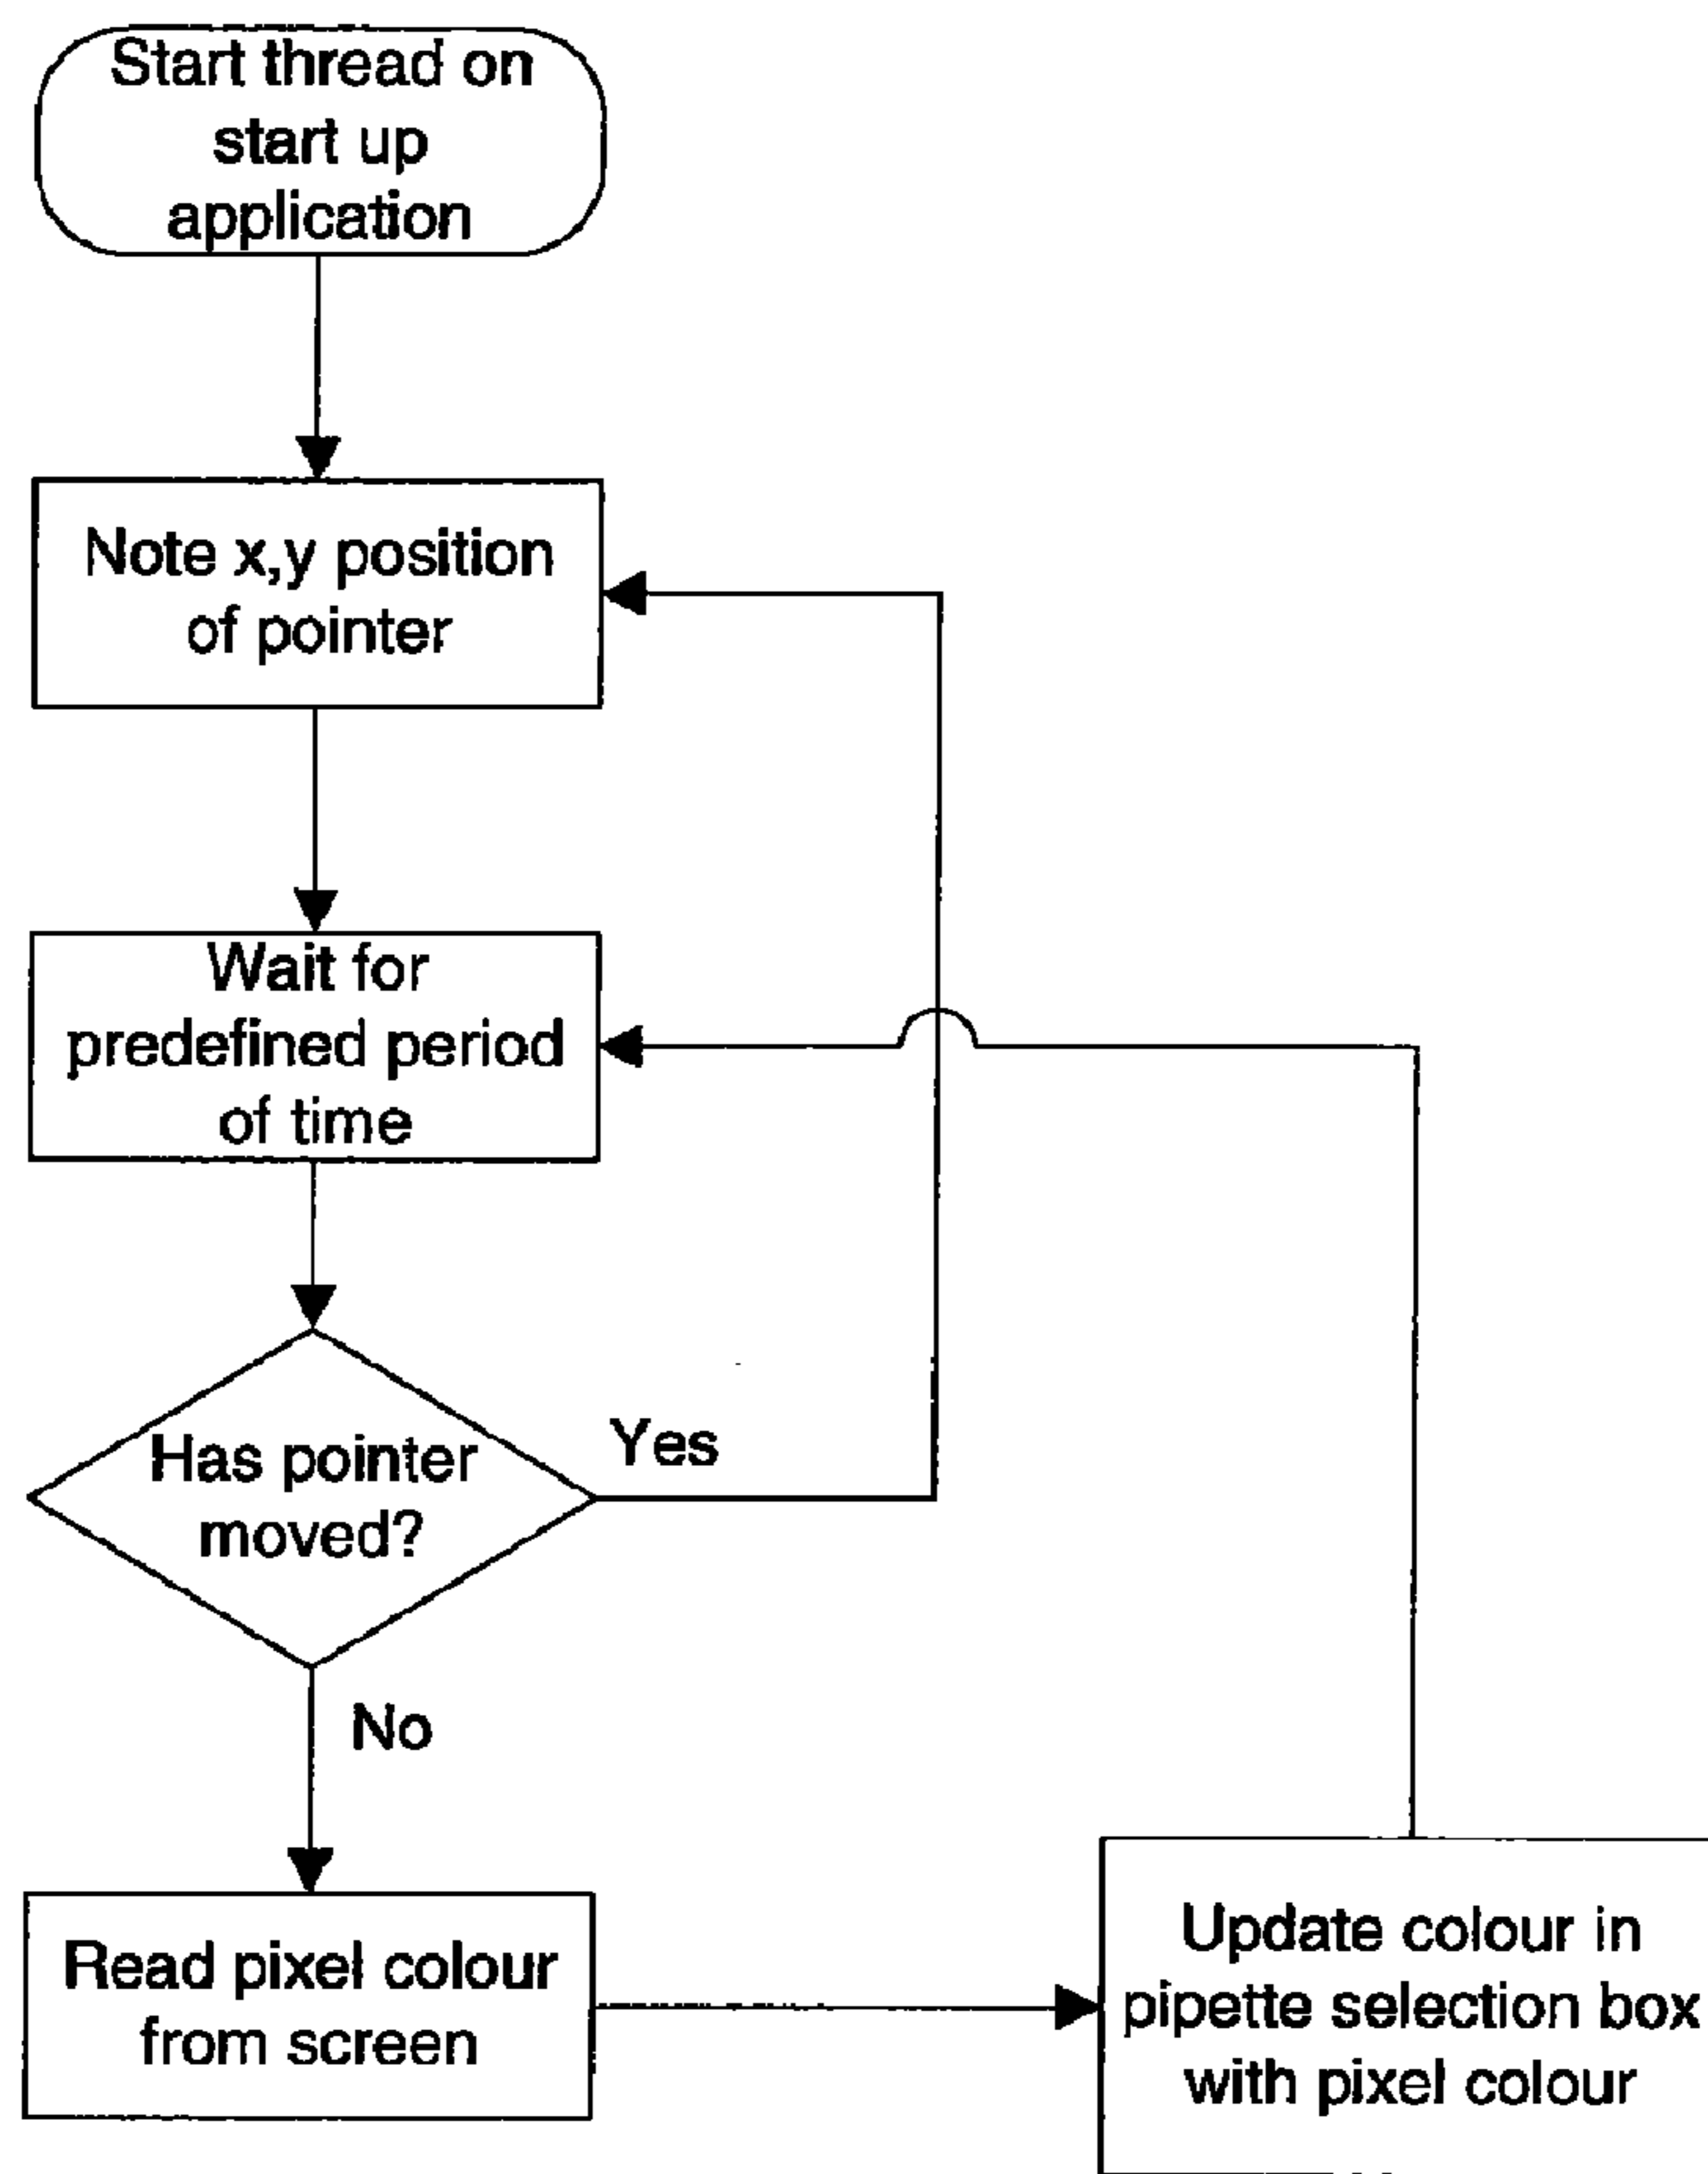 Start thread on
start up
application
Note x,y position
of pointer
Wait for
predefined period
of time
Has pointer
moved?
Yes
No
Read pixel colour
from screen
Update colour in
pipette selection box
with pixel colour